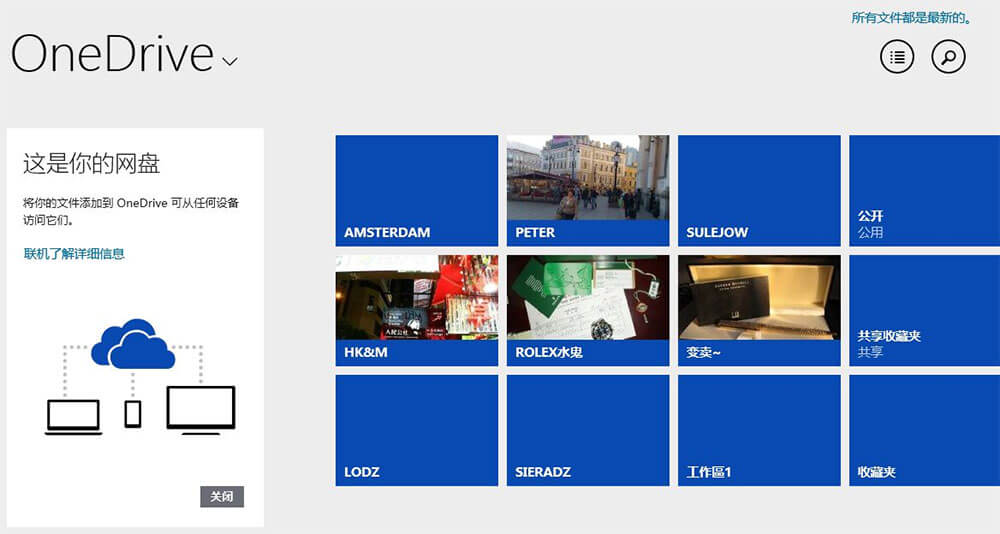 所有文件都是最新的。
OneDrive
这是你的网盘
将你的文件添加到 OneDrive 可从任何设备
访问它们。
联机了解详细信息
关闭
AMSTERDAM
PETER
SULEJOW
公开
公用
HK&M
ROLEX水鬼
变卖~
共享收藏夹
共享
LODZ
SIERADZ
工作區1
收藏夹